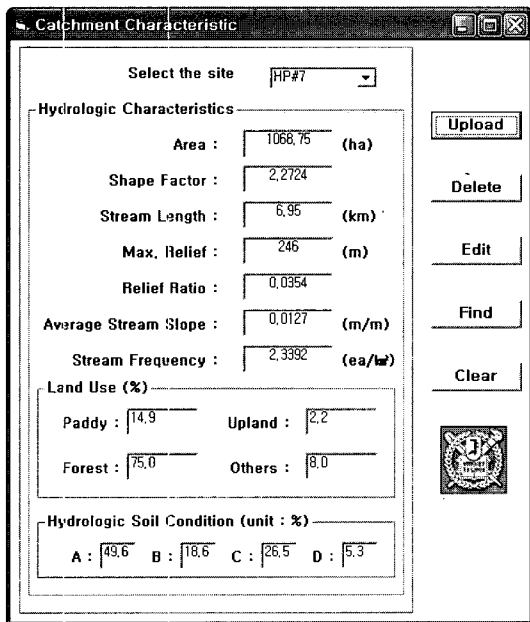 Catchment Characteristic
Select the site HP#7
Hydrologic Characteristics
Area : 1068,75 (ha)
Shape Factor : 2,2724
Stream Length : 6,95 (km)
Max, Relief : 246 (m)
Relief Ratio : 0,0354
Average Stream Slope : 0,0127 (m/m)
Stream Frequency : 2,3392 (ea/㎢)
Land Use (%)
Paddy : 14,9 Upland : 2,2
Forest : 75,0 Others : 8,0
Hydrologic Soil Condition (unit : %)
A : 49,6 B : 18,6 C : 26,5 D : 5,3
Upload
Delete
Edit
Find
Clear